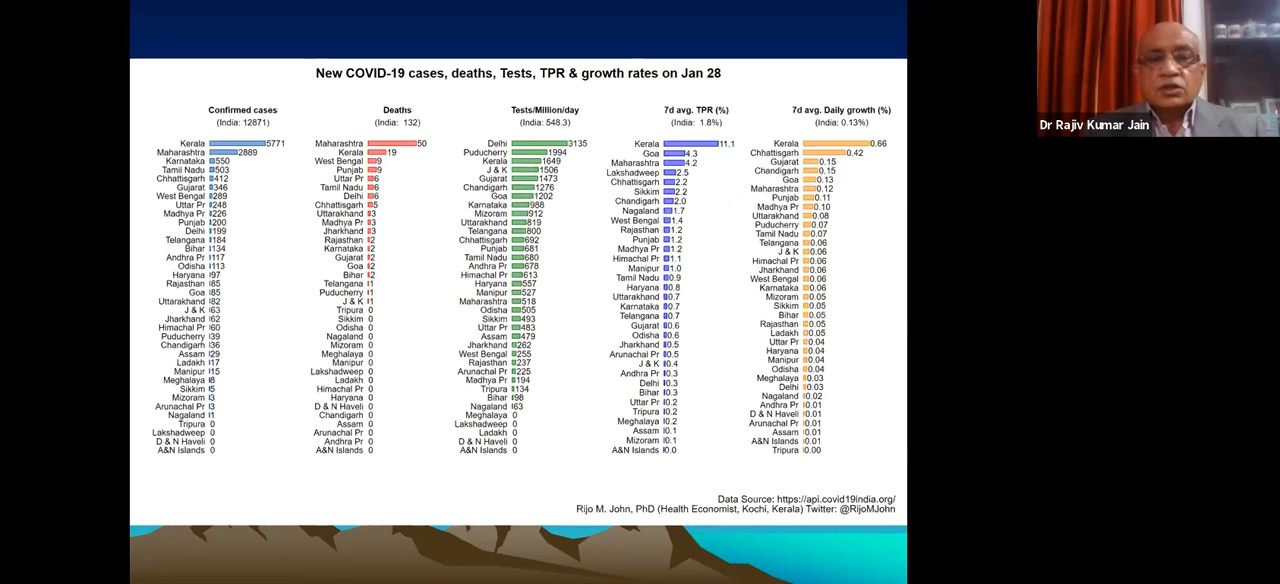 New COVID-19 cases, deaths, Tests, TPR & growth rates on Jan 28
Confirmed cases
(India: 12871)
Kerala 5771
Maharashtra 2889
Karnataka 550
Tamil Nadu 503
Chhattisgarh 412
Gujarat 346
West Bengal 289
Uttar Pr 248
Madhya Pr 226
Punjab 200
Delhi 199
Telangana 184
Bihar 134
Andhra Pr 117
Odisha 113
Haryana 97
Rajasthan 85
Goa 85
Uttarakhand 82
J & K 63
Jharkhand 62
Himachal Pr 60
Puducherry 39
Chandigarh 36
Assam 29
Ladakh 17
Manipur 15
Meghalaya 8
Sikkim 5
Mizoram 3
Arunachal Pr 3
Nagaland 1
Tripura 0
Lakshadweep 0
D & N Haveli 0
A&N Islands 0
Deaths
(India: 132)
Maharashtra 50
Kerala 19
West Bengal 9
Punjab 9
Uttar Pr 6
Tamil Nadu 6
Delhi 6
Chhattisgarh 5
Uttarakhand 3
Madhya Pr 3
Jharkhand 3
Rajasthan 2
Karnataka 2
Gujarat 2
Goa 2
Bihar 2
Telangana 1
Puducherry 1
J & K 1
Tripura 0
Sikkim 0
Odisha 0
Nagaland 0
Mizoram 0
Meghalaya 0
Manipur 0
Lakshadweep 0
Ladakh 0
Himachal Pr 0
Haryana 0
D & N Haveli 0
Chandigarh 0
Assam 0
Arunachal Pr 0
Andhra Pr 0
A&N Islands 0
Tests/Million/day
(India: 548.3)
Delhi 3135
Puducherry 1994
Kerala 1649
J & K 1506
Gujarat 1473
Chandigarh 1276
Goa 1202
Karnataka 988
Mizoram 912
Uttarakhand 819
Telangana 800
Chhattisgarh 692
Punjab 681
Tamil Nadu 680
Andhra Pr 678
Himachal Pr 613
Haryana 557
Manipur 527
Maharashtra 518
Odisha 505
Sikkim 493
Uttar Pr 483
Assam 479
Jharkhand 262
West Bengal 255
Rajasthan 237
Arunachal Pr 225
Madhya Pr 194
Tripura 134
Bihar 98
Nagaland 63
Meghalaya 0
Lakshadweep 0
Ladakh 0
D & N Haveli 0
A&N Islands 0
7d avg. TPR (%)
(India: 1.8%)
Kerala 11.1
Goa 4.3
Maharashtra 4.2
Lakshadweep 2.5
Chhattisgarh 2.2
Sikkim 2.2
Chandigarh 2.0
Nagaland 1.7
West Bengal 1.4
Rajasthan 1.2
Punjab 1.2
Madhya Pr 1.2
Himachal Pr 1.1
Manipur 1.0
Tamil Nadu 0.9
Haryana 0.8
Uttarakhand 0.7
Karnataka 0.7
Telangana 0.7
Gujarat 0.6
Odisha 0.6
Jharkhand 0.5
Arunachal Pr 0.5
J & K 0.4
Andhra Pr 0.3
Delhi 0.3
Bihar 0.3
Uttar Pr 0.2
Tripura 0.2
Meghalaya 0.2
Assam 0.1
Mizoram 0.1
A&N Islands 0.0
7d avg. Daily growth (%)
(India: 0.13%)
Kerala 0.66
Chhattisgarh 0.42
Gujarat 0.15
Chandigarh 0.15
Goa 0.13
Maharashtra 0.12
Punjab 0.11
Madhya Pr 0.10
Uttarakhand 0.08
Puducherry 0.07
Tamil Nadu 0.07
Telangana 0.06
J & K 0.06
Himachal Pr 0.06
Jharkhand 0.06
West Bengal 0.06
Karnataka 0.06
Mizoram 0.05
Sikkim 0.05
Bihar 0.05
Rajasthan 0.05
Ladakh 0.05
Uttar Pr 0.04
Haryana 0.04
Manipur 0.04
Odisha 0.04
Meghalaya 0.03
Delhi 0.03
Nagaland 0.02
Andhra Pr 0.01
D & N Haveli 0.01
Arunachal Pr 0.01
Assam 0.01
A&N Islands 0.01
Tripura 0.00
Data Source: https://api.covid19india.org/
Rijo M. John, PhD (Health Economist, Kochi, Kerala) Twitter: @RijoMJohn
Dr Rajiv Kumar Jain